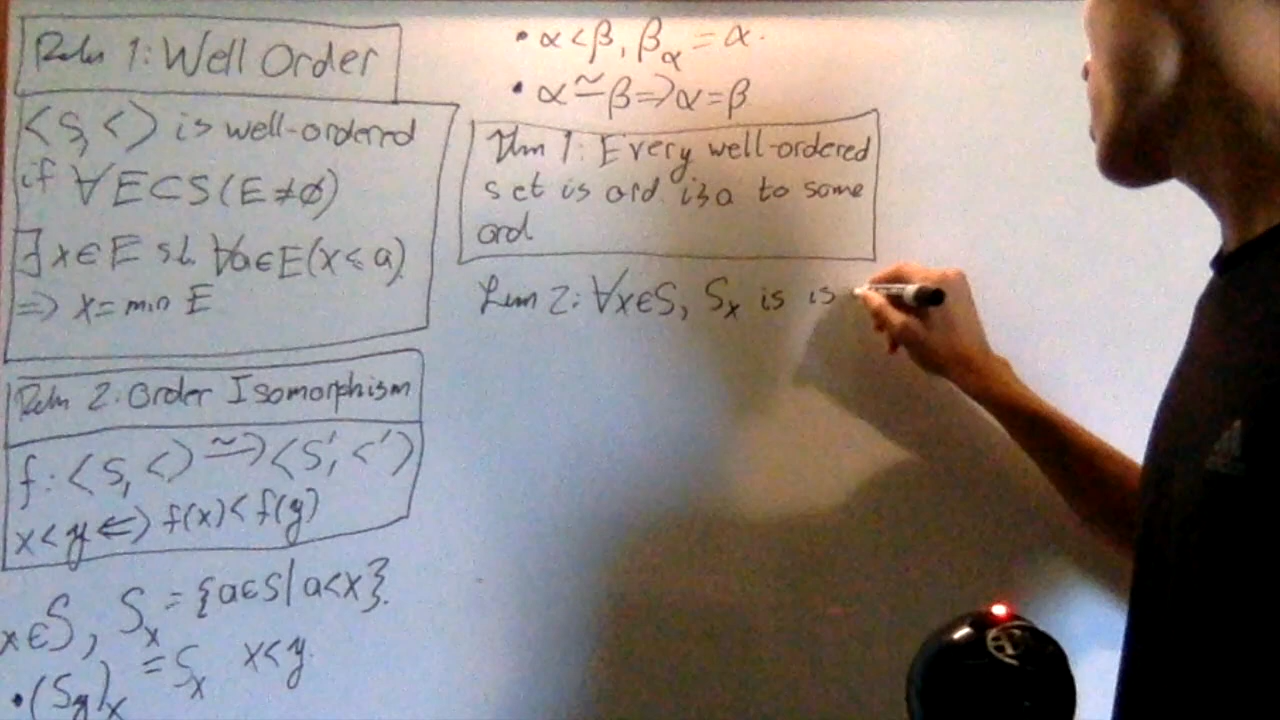 Defn 1: Well Order
<S, <> is well-ordered
if ∀E⊂S(E≠∅)
∃x∈E st. ∀a∈E(x≤a)
⇒ x=min E
Defn 2: Order Isomorphism
f: <S, <> ⥲ <S', <'>
x<y ⇔ f(x)<f(y)
x∈S, S_x = {a∈S|a<x}.
• (S_y)_x = S_x x<y.
• α<β, β_α = α.
• α≅β⇒α=β
Thm 1: Every well-ordered
set is ord. iso to some
ord
Lem 2: ∀x∈S, S_x is is